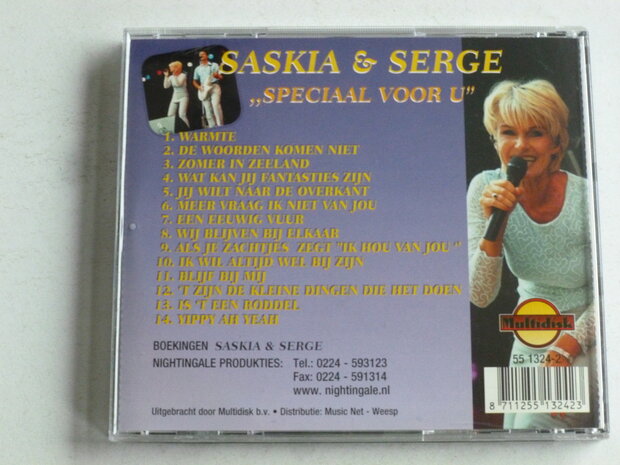 SASKIA & SERGE
„SPECIAAL VOOR U”
1. WARMTE
2. DE WOORDEN KOMEN NIET
3. ZOMER IN ZEELAND
4. WAT KAN JIJ FANTASTIES ZIJN
5. JIJ WILT NAAR DE OVERKANT
6. MEER VRAAG IK NIET VAN JOU
7. EEN EEUWIG VUUR
8. WIJ BLIJVEN BIJ ELKAAR
9. ALS JE ZACHTJES ZEGT "IK HOU VAN JOU"
10. IK WIL ALTIJD WEL BIJ ZIJN
11. BLIJF BIJ MIJ
12. 'T ZIJN DE KLEINE DINGEN DIE HET DOEN
13. IS 'T EEN RODDEL
14. YIPPY AH YEAH
Multidisk
55 1324-2
BOEKINGEN SASKIA & SERGE
NIGHTINGALE PRODUKTIES: Tel.: 0224 - 593123
Fax: 0224 - 591314
www. nightingale.nl
8 711255 132423
Uitgebracht door Multidisk b.v. • Distributie: Music Net - Weesp